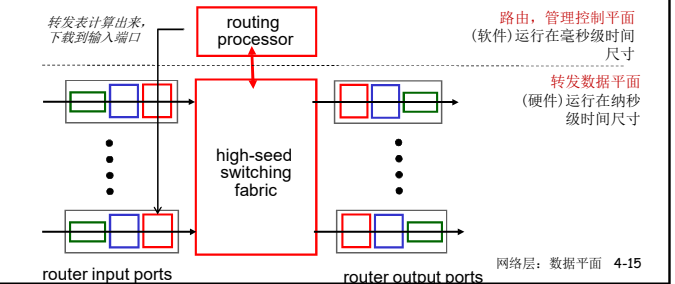 转发表计算出来,
下载到输入端口
routing
processor
路由，管理控制平面
(软件)运行在毫秒级时间
尺寸
转发数据平面
(硬件)运行在纳秒
级时间尺寸
high-seed
switching
fabric
网络层：数据平面 4-15
router input ports
router output ports